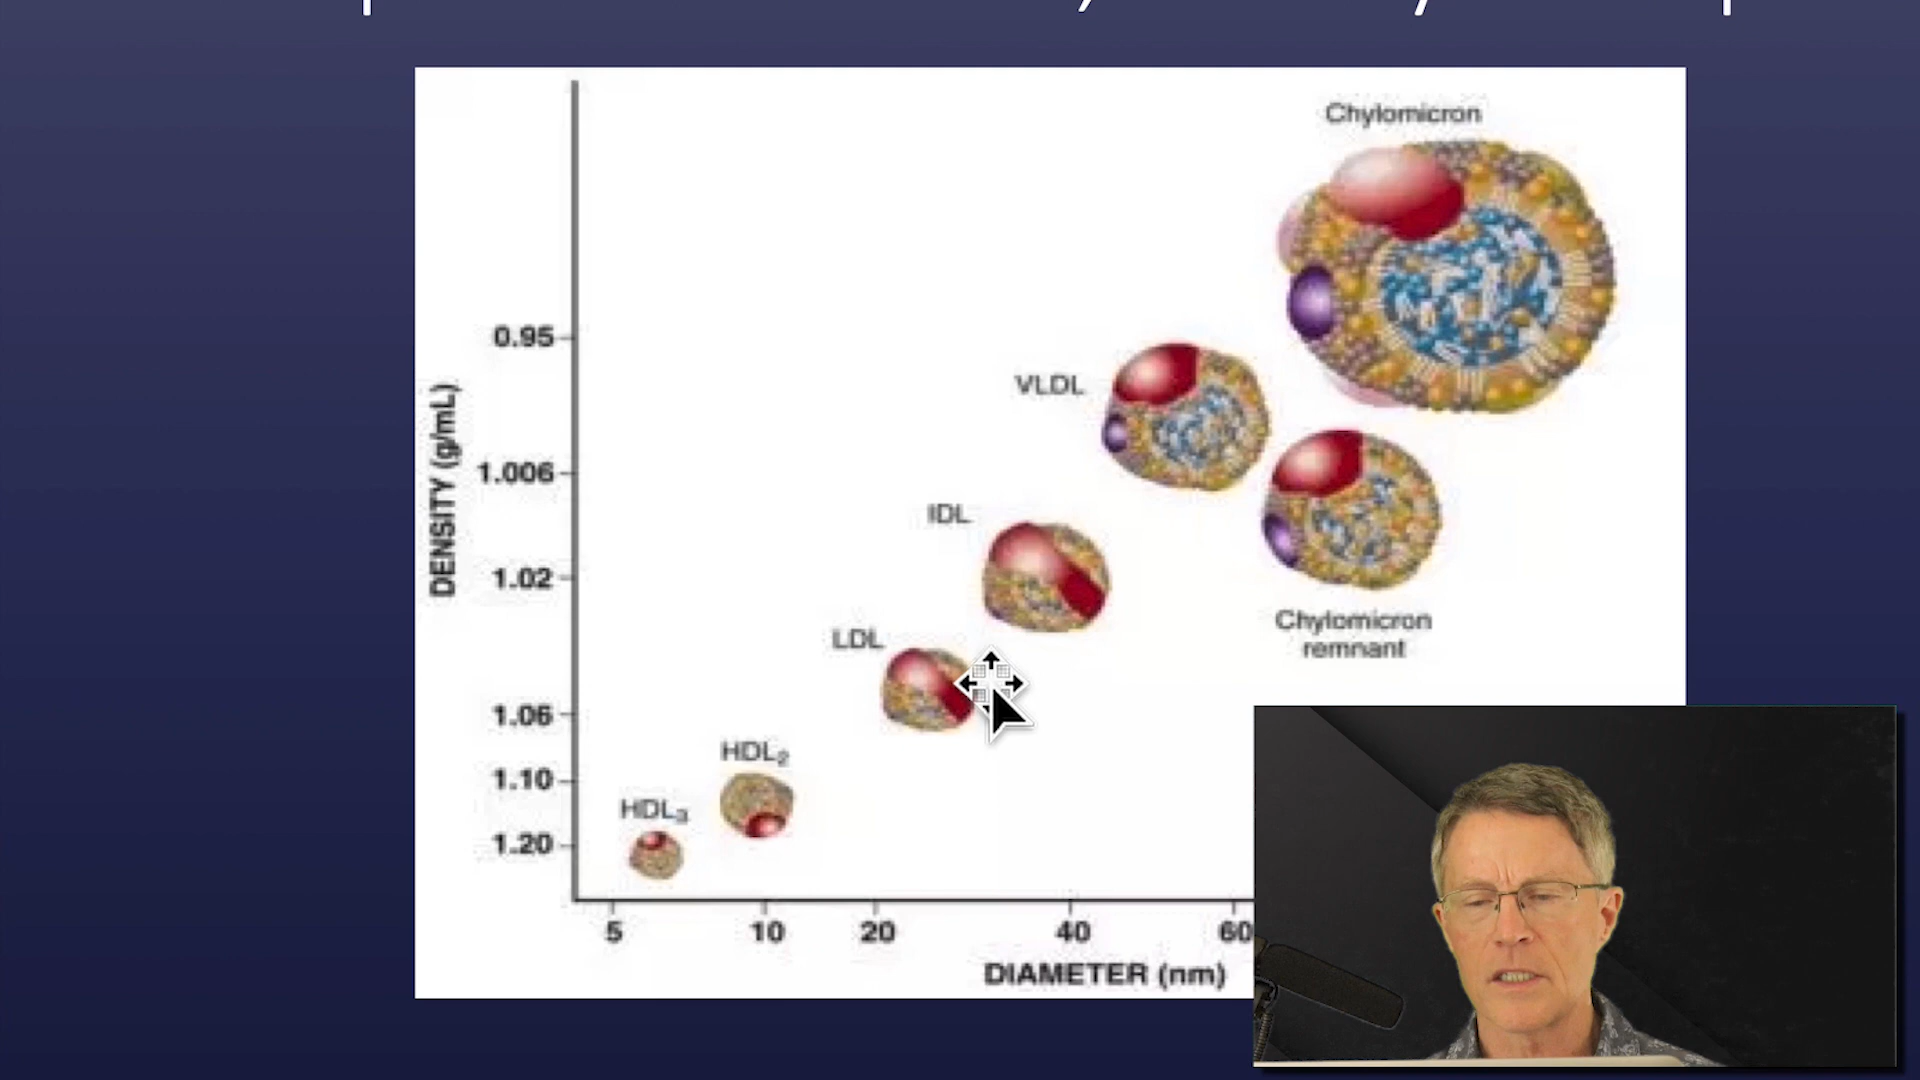 Chylomicron
0.95
VLDL
DENSITY (g/mL)
1.006
IDL
1.02
Chylomicron
remnant
LDL
1.06
HDL₂
1.10
HDL₃
1.20
5 10 20 40 60
DIAMETER (nm)